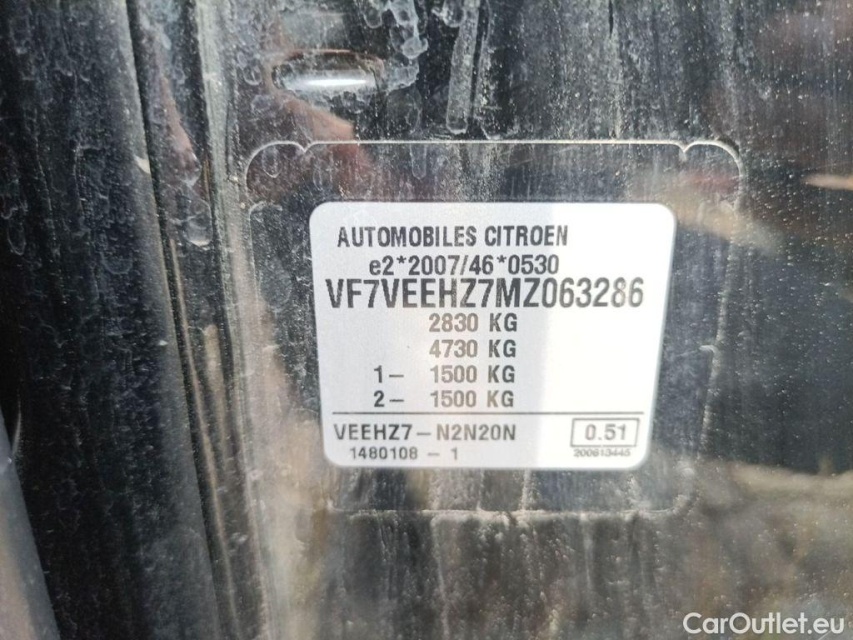 AUTOMOBILES CITROEN
e2*2007/46*0530
VF7VEEHZ7MZ063286
2830 KG
4730 KG
1- 1500 KG
2- 1500 KG
VEEHZ7-N2N20N 0.51
1480108 - 1 200613445
CarOutlet.eu